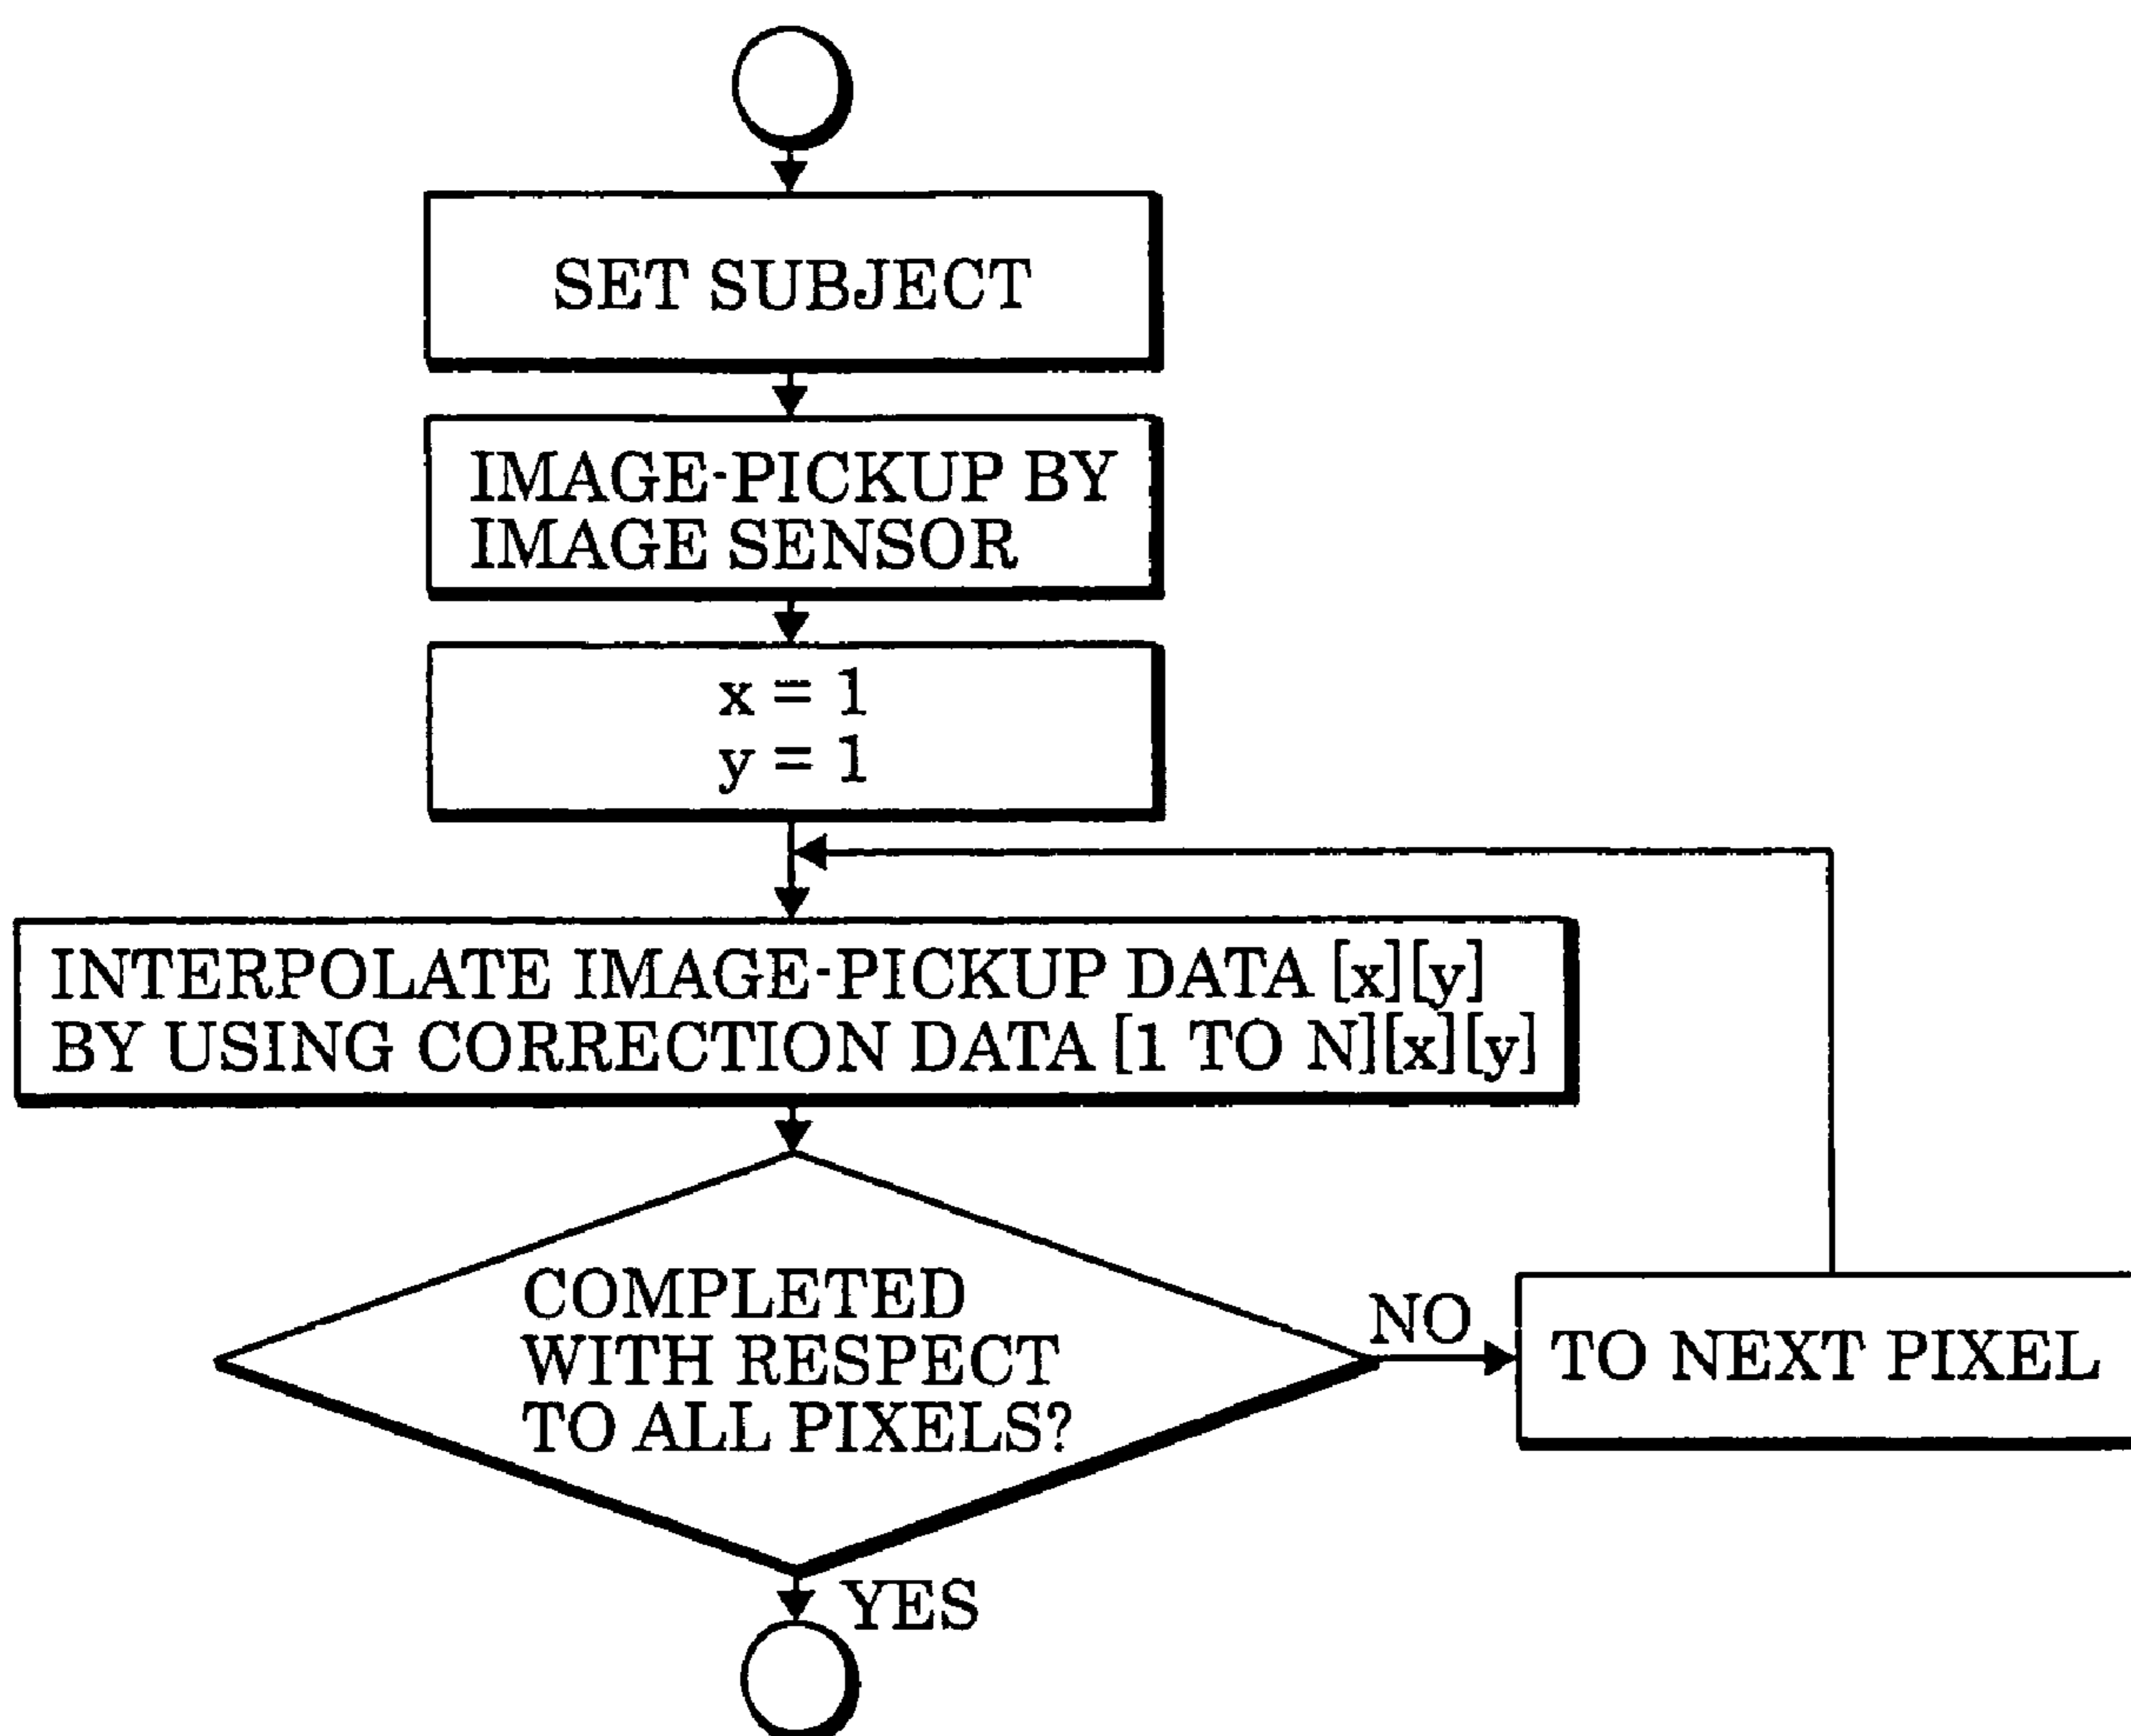 SET SUBJECT
IMAGE-PICKUP BY
IMAGE SENSOR
x = 1
y = 1
INTERPOLATE IMAGE-PICKUP DATA [x][y]
BY USING CORRECTION DATA [1 TO N][x][y]
COMPLETED
WITH RESPECT
TO ALL PIXELS?
NO
TO NEXT PIXEL
YES